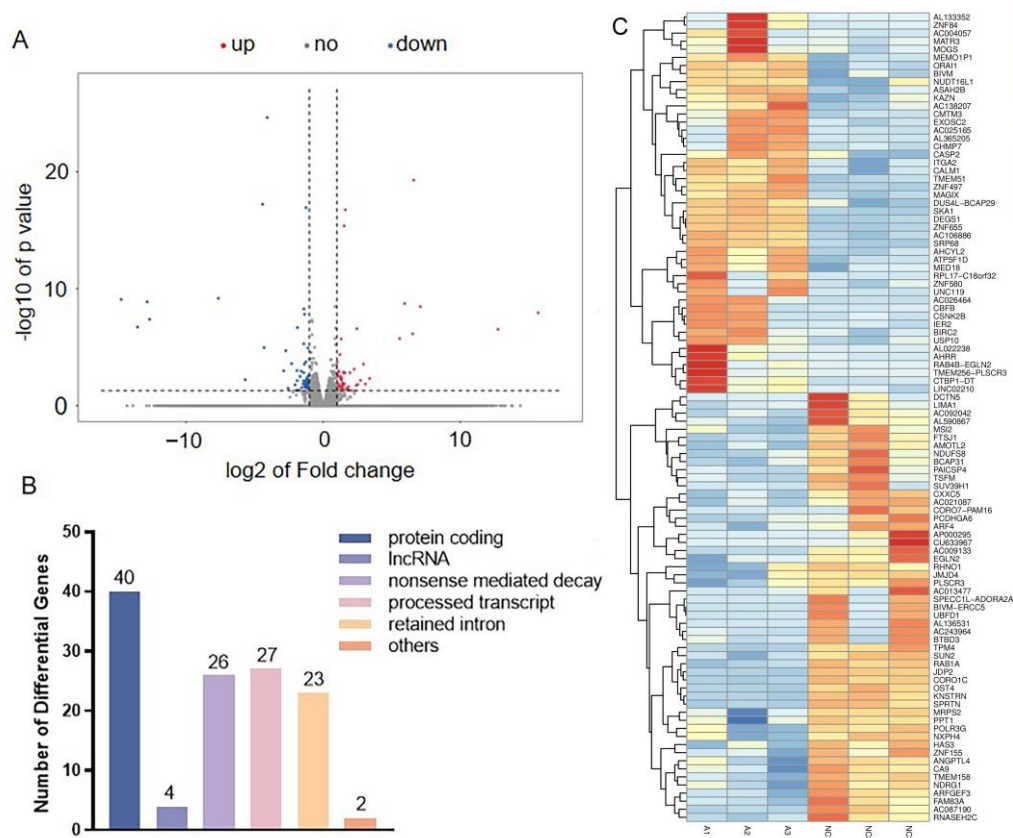 A
up
no
down
20
10
0
-log10 of p value
−10
0
10
log2 of Fold change
B
50
40
30
20
10
0
Number of Differential Genes
40
4
26
27
23
2
protein coding
lncRNA
nonsense mediated decay
processed transcript
retained intron
others
C
AL133352
ZNF84
AC004057
MATR3
MOGS
MEMO1P1
ORAI1
BIVM
NUDT16L1
ASAH2B
KAZN
AC138207
CMTM3
EXOSC2
AC025165
AL365205
CHMP7
CASP2
ITGA2
CALM1
TMEM51
ZNF497
MAGIX
DUS4L−BCAP29
SKA1
DEGS1
ZNF655
AC106886
SRP68
AHCYL2
ATP5F1D
MED18
RPL17−C18orf32
ZNF580
UNC119
AC026464
CBFB
CSNK2B
IER2
BIRC2
USP10
AL022238
AHRR
RAB4B−EGLN2
TMEM256−PLSCR3
CTBP1−DT
LINC02210
DCTN5
LIMA1
AC092042
AL590867
MSI2
FTSJ1
AMOTL2
NDUFS8
BCAP31
PAICSP4
TSFM
SUV39H1
CXXC5
AC021087
CORO7−PAM16
PCDHGA6
ARF4
AP000295
CU633967
AC009133
EGLN2
RHNO1
JMJD4
PLSCR3
AC013477
SPECC1L−ADORA2A
BIVM−ERCC5
UBFD1
AL136531
AC243964
BTBD3
TPM4
SUN2
RAB1A
JDP2
CORO1C
OST4
KNSTRN
SPRTN
MRPS2
PPT1
POLR3G
NXPH4
HAS3
ZNF155
ANGPTL4
CA9
TMEM158
NDRG1
ARFGEF3
FAM83A
AC087190
RNASEH2C
A1
A2
A3
NC
NC
NC